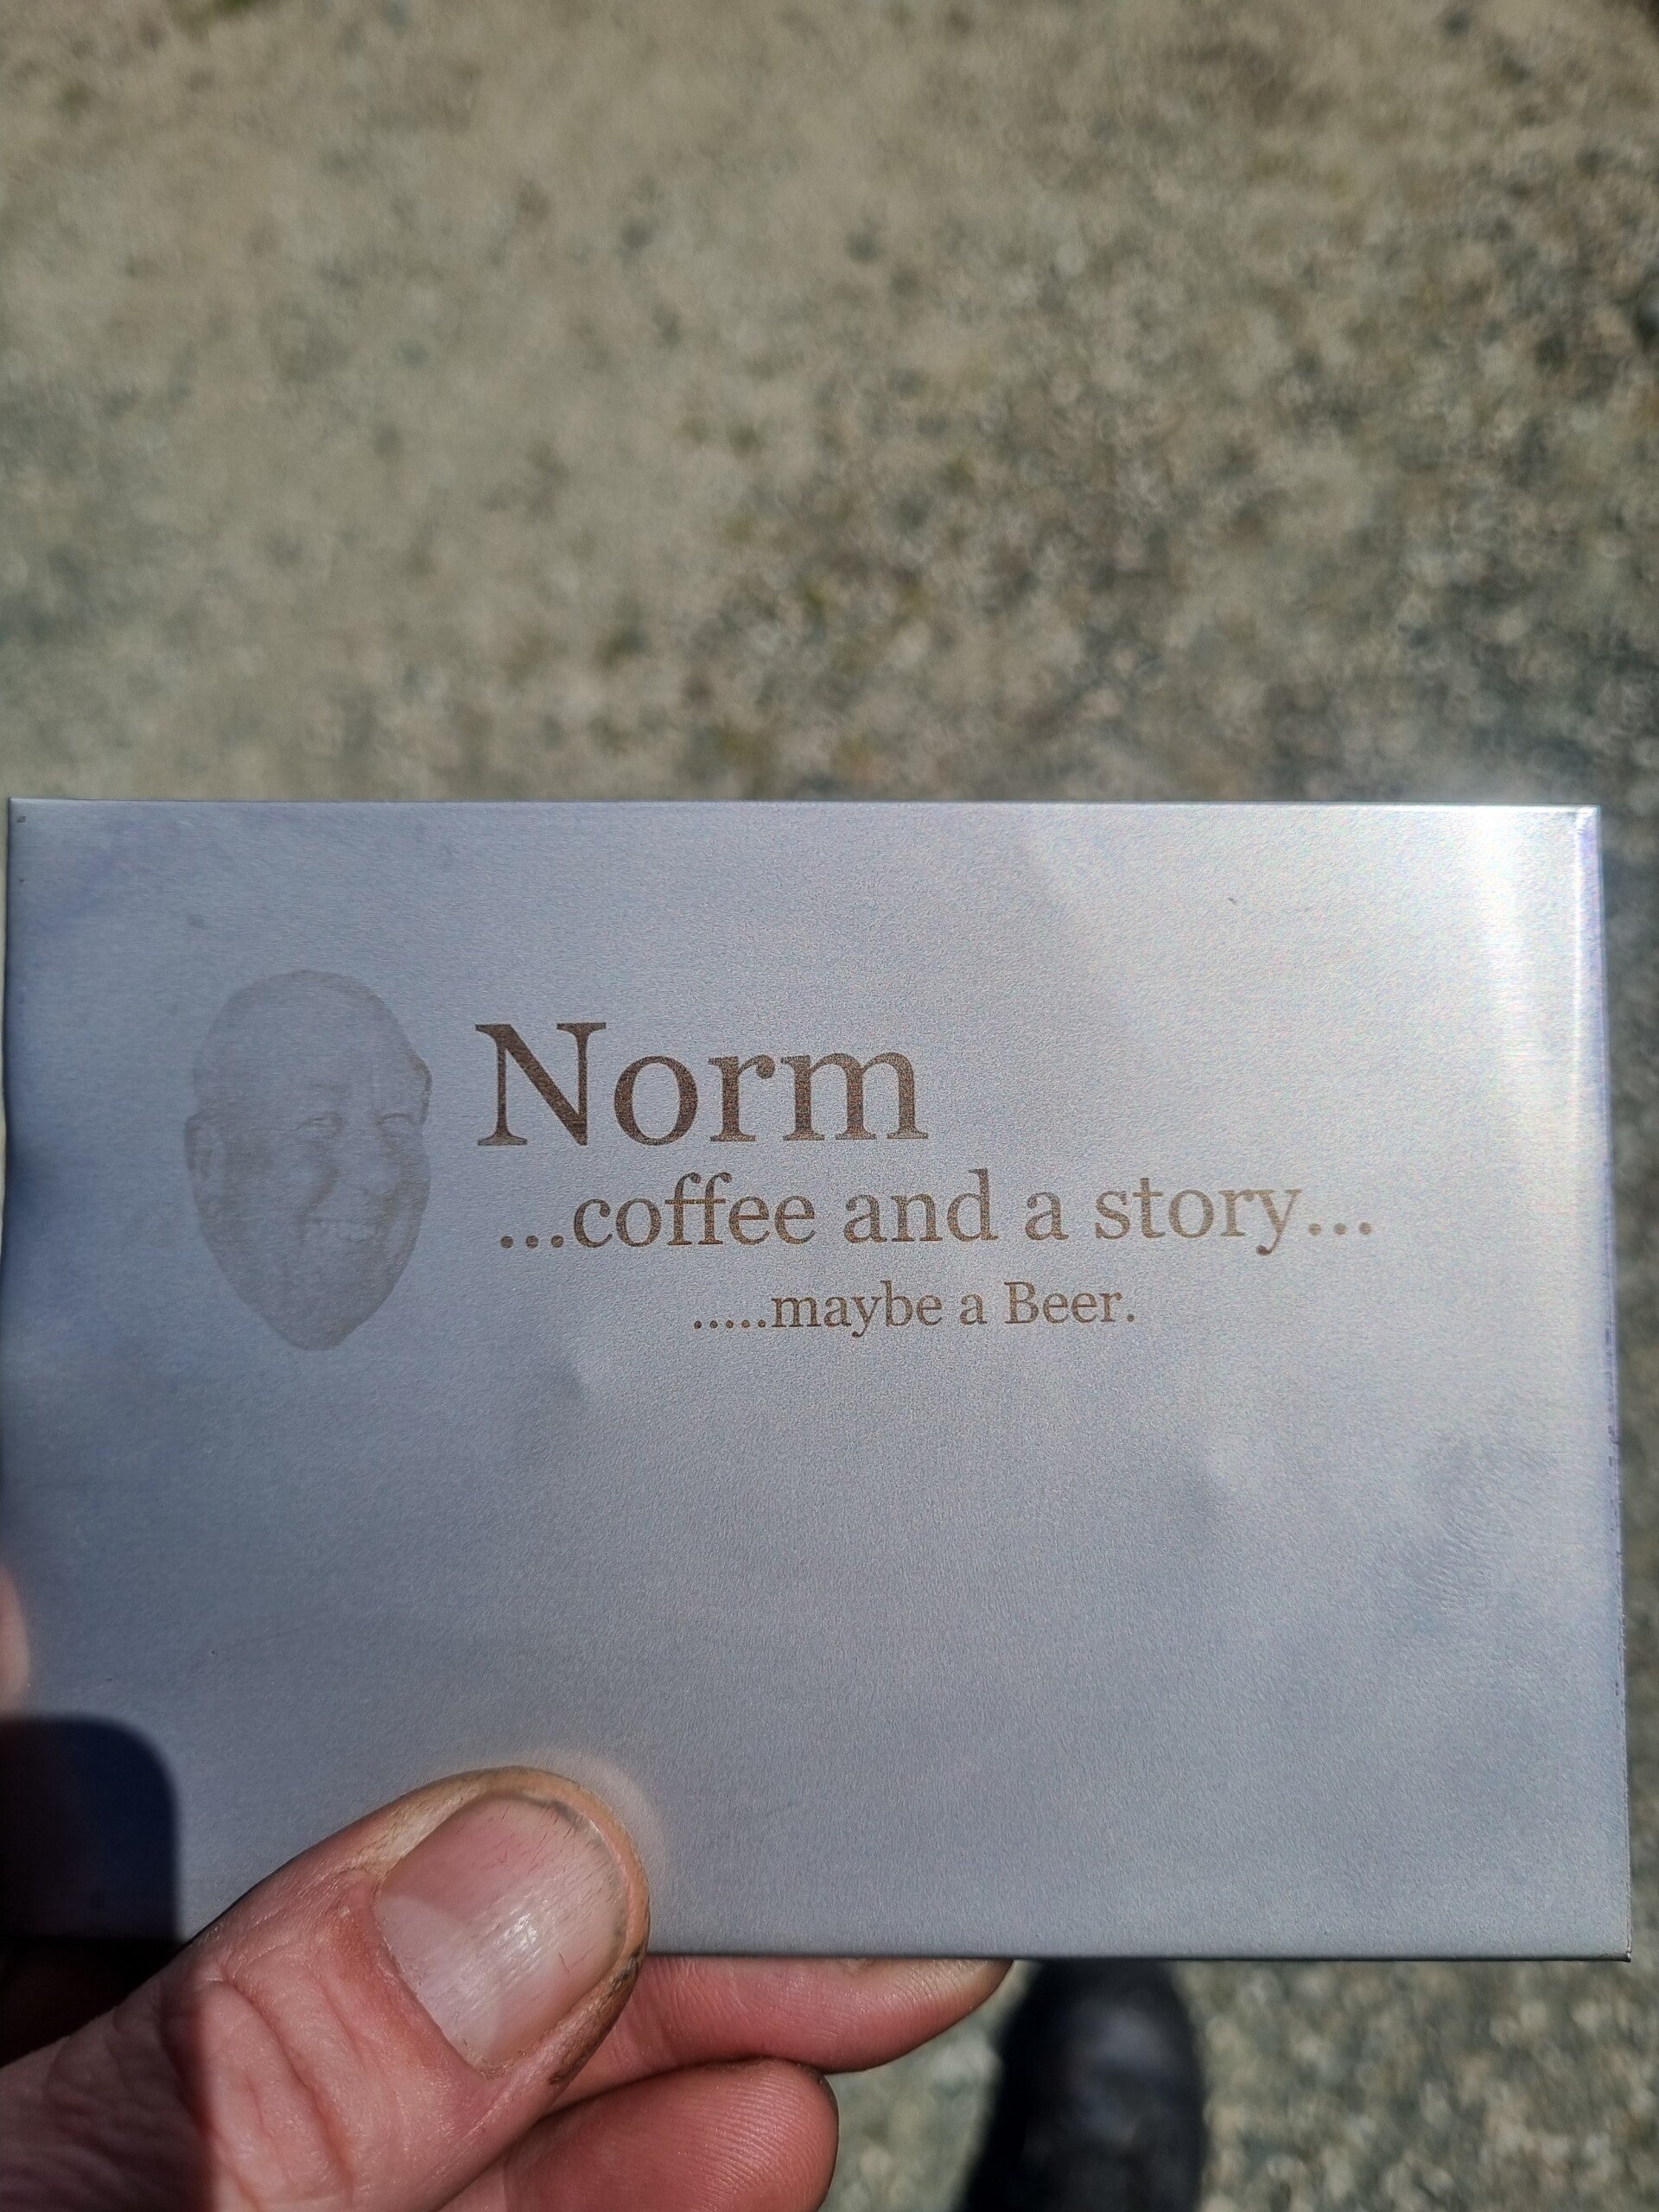 Norm
...coffee and a story...
.....maybe a Beer.